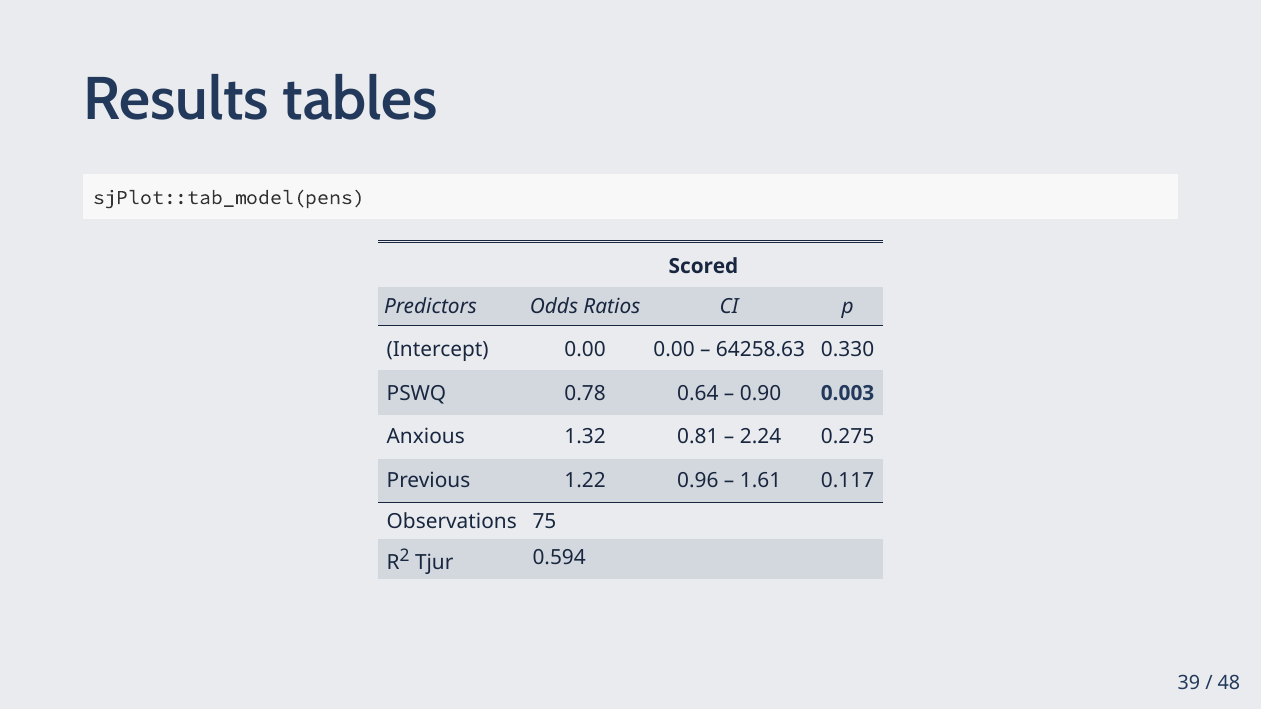 Results tables
sjPlot::tab_model(pens)
Scored
Predictors Odds Ratios CI p
(Intercept) 0.00 0.00 – 64258.63 0.330
PSWQ 0.78 0.64 – 0.90 0.003
Anxious 1.32 0.81 – 2.24 0.275
Previous 1.22 0.96 – 1.61 0.117
Observations 75
R² Tjur 0.594
39 / 48